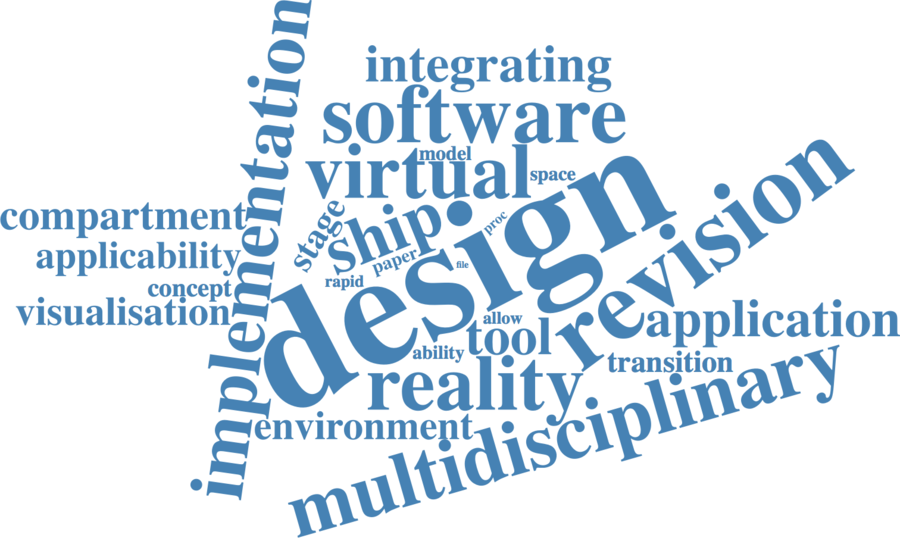 implementation
integrating
software
virtual
model
space
design
revision
compartment
applicability
concept
visualisation
stage
ship
paper
proc
rapid
file
allow
tool
ability
application
transition
reality
environment
multidisciplinary